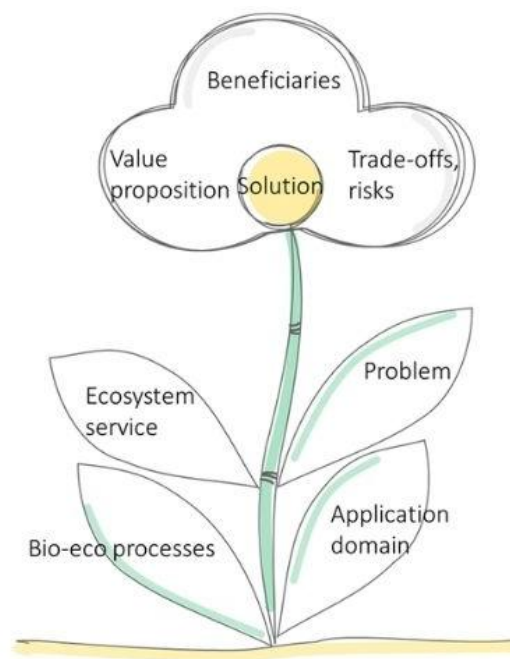 Beneficiaries
Value
proposition
Solution
Trade-offs,
risks
Ecosystem
service
Problem
Bio-eco processes
Application
domain